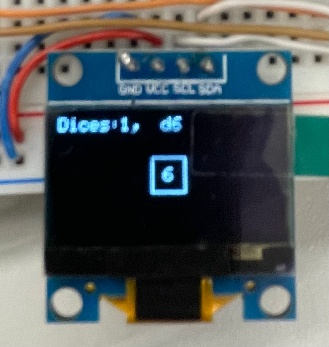 GND VCC SCL SDA
Dices:1, d6
6